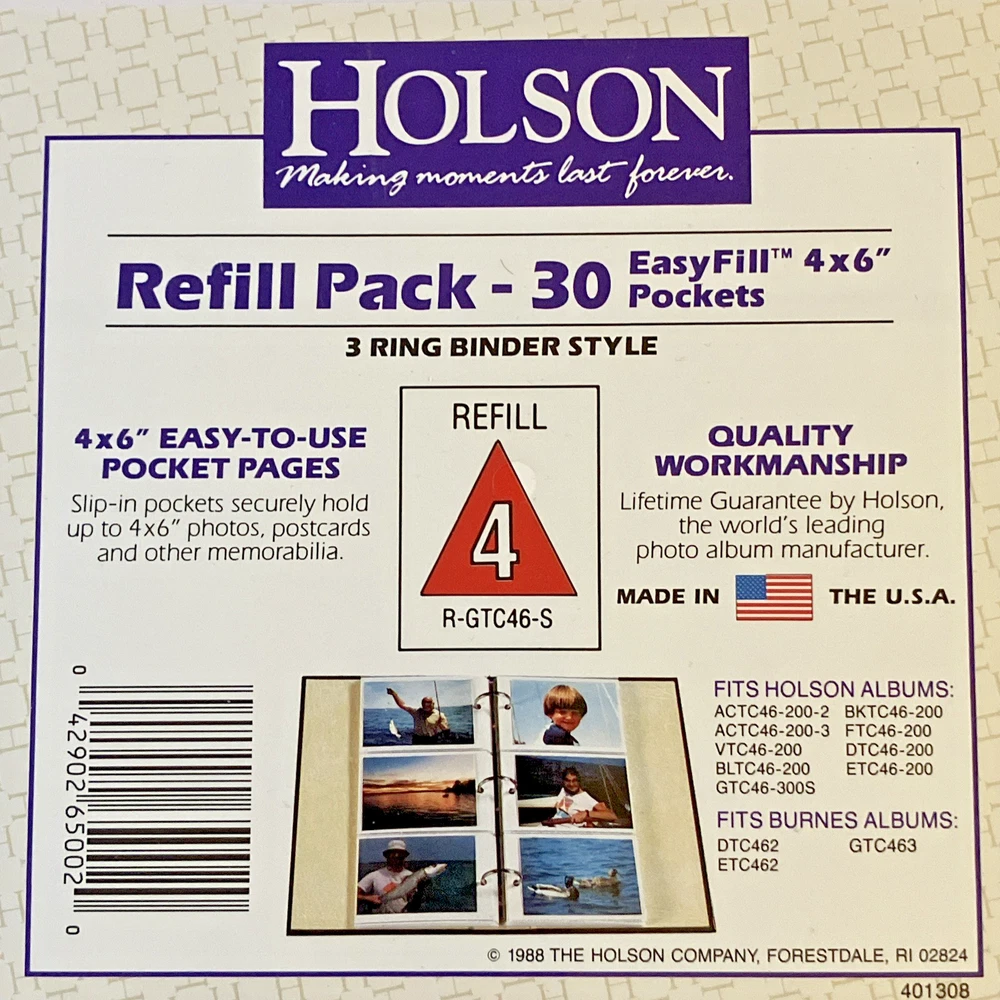 HOLSON
Making moments last forever.
Refill Pack - 30 EasyFill™ 4x6” Pockets
3 RING BINDER STYLE
4x6” EASY-TO-USE
POCKET PAGES
Slip-in pockets securely hold
up to 4x6” photos, postcards
and other memorabilia.
REFILL
4
R-GTC46-S
QUALITY
WORKMANSHIP
Lifetime Guarantee by Holson,
the world’s leading
photo album manufacturer.
MADE IN THE U.S.A.
0 42902 65002 0
FITS HOLSON ALBUMS:
ACTC46-200-2 BKTC46-200
ACTC46-200-3 FTC46-200
VTC46-200 DTC46-200
BLTC46-200 ETC46-200
GTC46-300S
FITS BURNES ALBUMS:
DTC462 GTC463
ETC462
© 1988 THE HOLSON COMPANY, FORESTDALE, RI 02824
401308